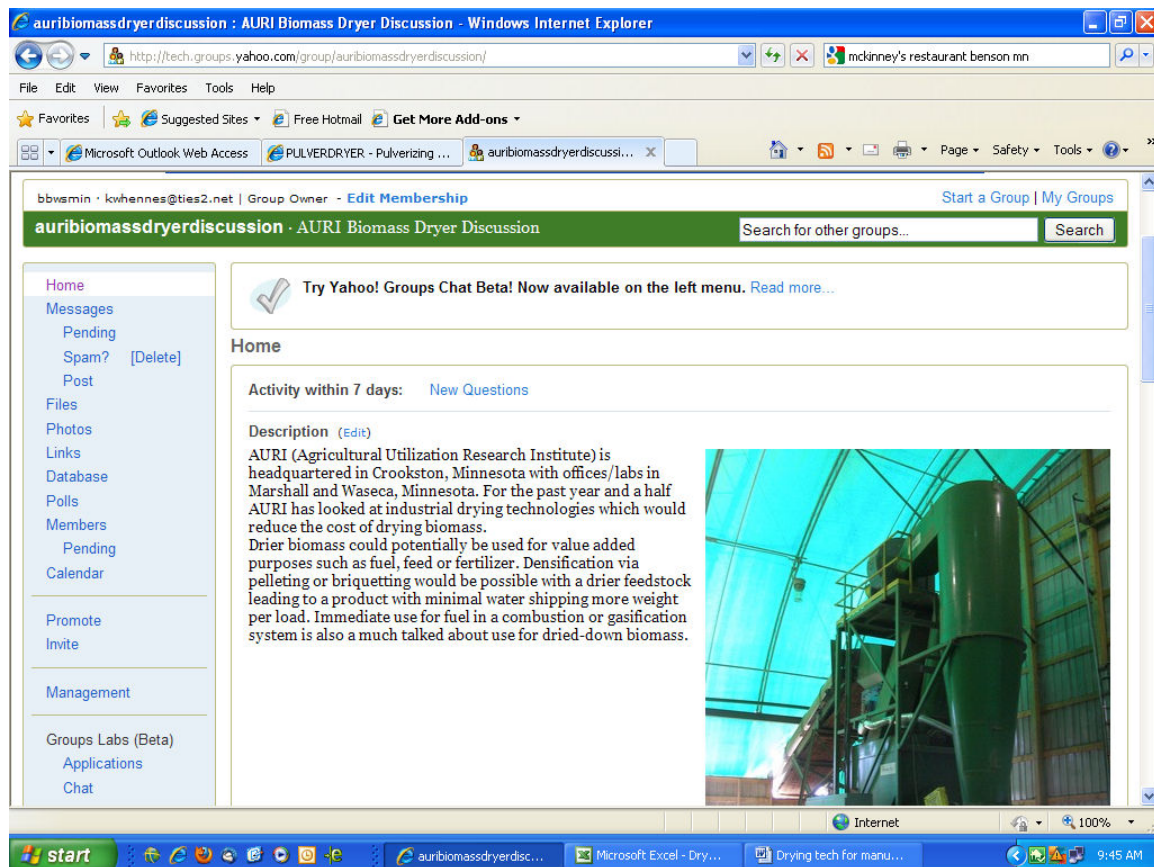 auribiomassdryerdiscussion : AURI Biomass Dryer Discussion - Windows Internet Explorer
http://tech.groups.yahoo.com/group/auribiomassdryerdiscussion/
mckinney's restaurant benson mn
File Edit View Favorites Tools Help
Favorites Suggested Sites Free Hotmail Get More Add-ons
Microsoft Outlook Web Access PULVERDRYER - Pulverizing ... auribiomassdryerdiscussi... X Page Safety Tools »
bbwsmin · kwhennes@ties2.net | Group Owner - Edit Membership Start a Group | My Groups
auribiomassdryerdiscussion · AURI Biomass Dryer Discussion Search for other groups... Search
Home
Messages
Pending
Spam? [Delete]
Post
Files
Photos
Links
Database
Polls
Members
Pending
Calendar
Promote
Invite
Management
Groups Labs (Beta)
Applications
Chat
Try Yahoo! Groups Chat Beta! Now available on the left menu. Read more...
Home
Activity within 7 days: New Questions
Description (Edit)
AURI (Agricultural Utilization Research Institute) is
headquartered in Crookston, Minnesota with offices/labs in
Marshall and Waseca, Minnesota. For the past year and a half
AURI has looked at industrial drying technologies which would
reduce the cost of drying biomass.
Drier biomass could potentially be used for value added
purposes such as fuel, feed or fertilizer. Densification via
pelleting or briquetting would be possible with a drier feedstock
leading to a product with minimal water shipping more weight
per load. Immediate use for fuel in a combustion or gasification
system is also a much talked about use for dried-down biomass.
Internet 100%
start auribiomassdryerdisc... Microsoft Excel - Dry... Drying tech for manu... 9:45 AM